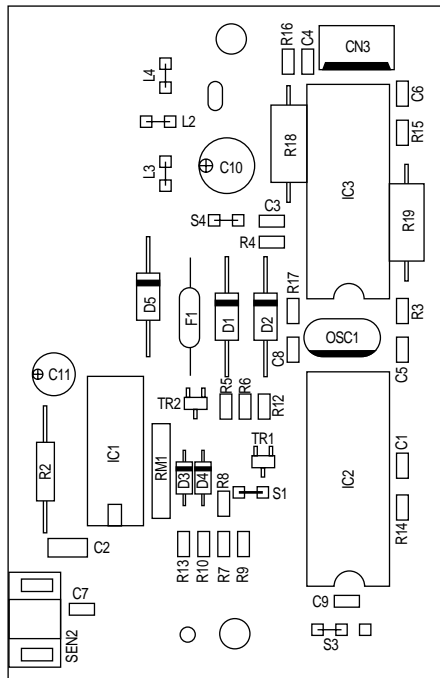 R16
C4
CN3
L4
C6
L2
R15
R18
L3
C10
IC3
S4
C3
R19
R4
D5
F1
D1
D2
R17
R3
OSC1
C8
C5
C11
TR2
R5
R6
R12
R2
IC1
RM1
TR1
IC2
C1
D3
D4
R8
S1
R14
C2
R13
R10
R7
R9
C7
C9
SEN2
S3